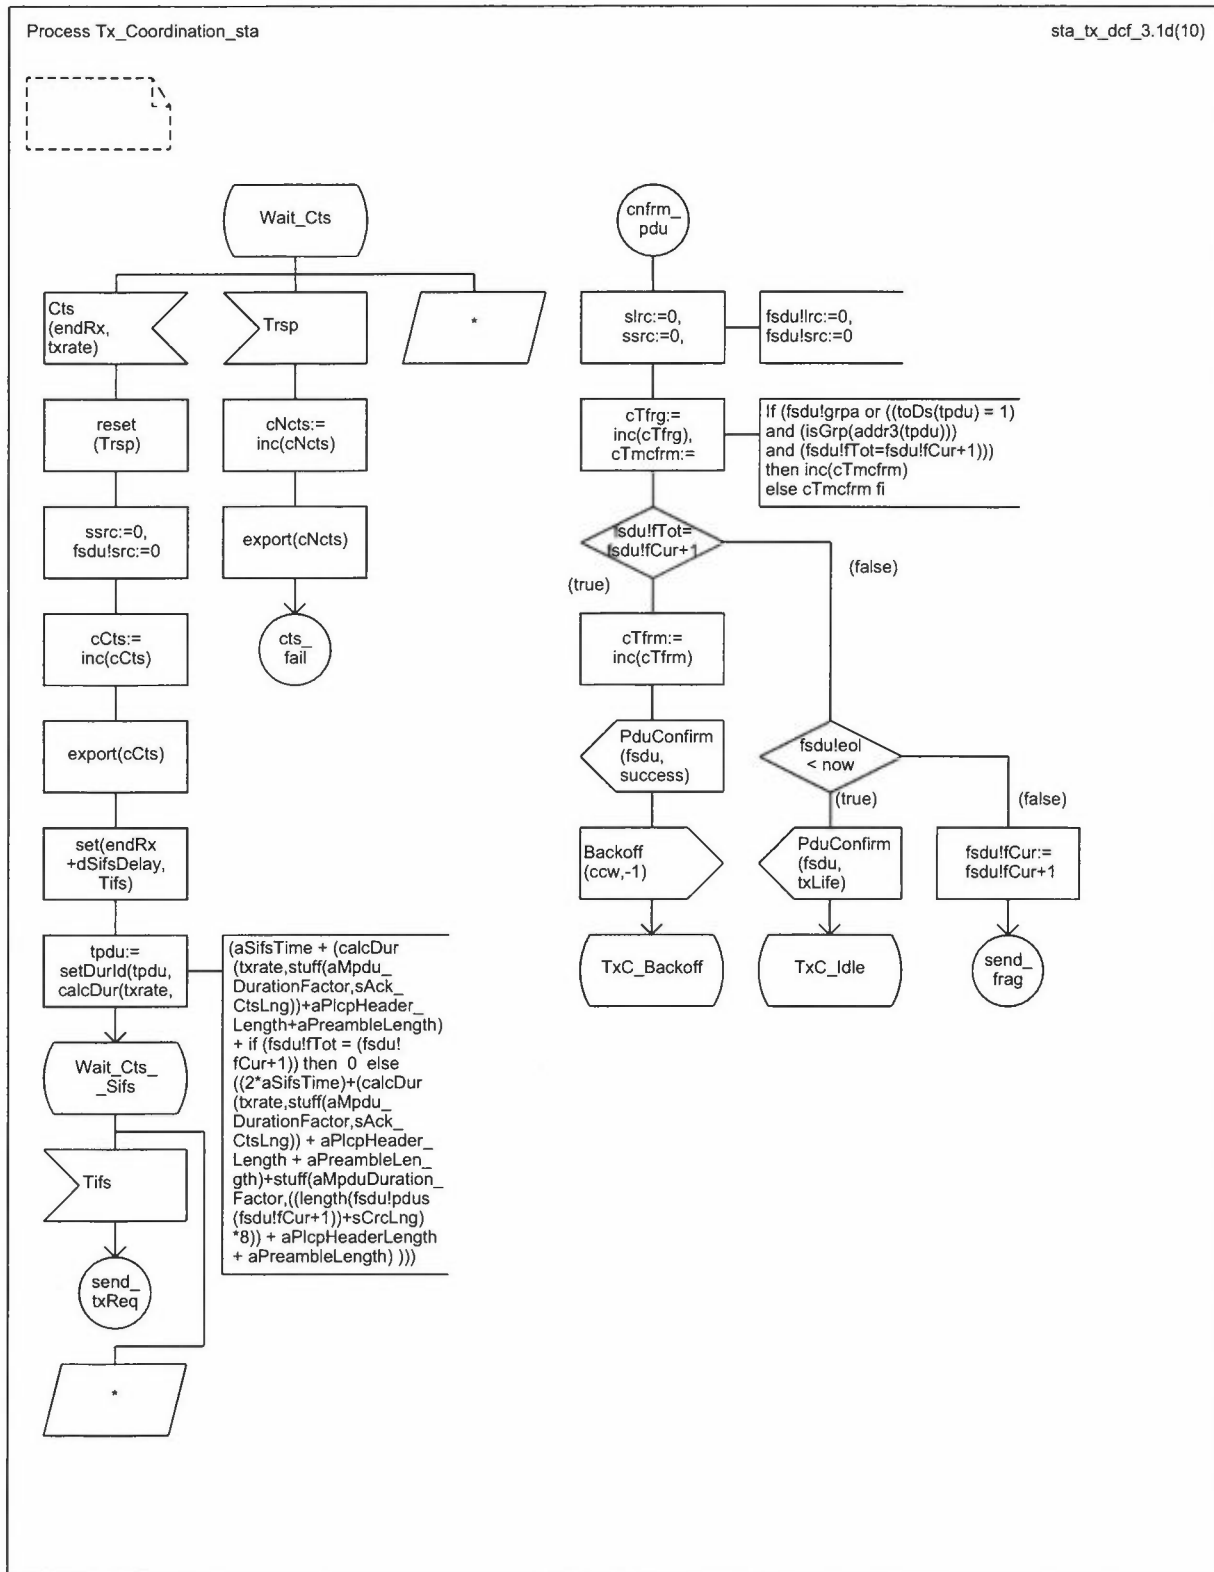 Process Tx_Coordination_sta
sta_tx_dcf_3.1d(10)
Wait_Cts
Cts
(endRx,
txrate)
Trsp
*
reset
(Trsp)
cNcts:=
inc(cNcts)
ssrc:=0,
fsdu!src:=0
export(cNcts)
cCts:=
inc(cCts)
cts_
fail
export(cCts)
set(endRx
+dSifsDelay,
Tifs)
tpdu:=
setDurId(tpdu,
calcDur(txrate,
(aSifsTime + (calcDur
(txrate,stuff(aMpdu_
DurationFactor,sAck_
CtsLng))+aPlcpHeader_
Length+aPreambleLength)
+ if (fsdu!fTot = (fsdu!
fCur+1)) then 0 else
((2*aSifsTime)+(calcDur
(txrate,stuff(aMpdu_
DurationFactor,sAck_
CtsLng)) + aPlcpHeader_
Length + aPreambleLen_
gth)+stuff(aMpduDuration_
Factor,((length(fsdu!pdus
(fsdu!fCur+1))+sCrcLng)
*8)) + aPlcpHeaderLength
+ aPreambleLength) )))
Wait_Cts_
_Sifs
Tifs
send_
txReq
*
cnfrm_
pdu
slrc:=0,
ssrc:=0,
fsdu!lrc:=0,
fsdu!src:=0
cTfrg:=
inc(cTfrg),
cTmcfrm:=
If (fsdu!grpa or ((toDs(tpdu) = 1)
and (isGrp(addr3(tpdu)))
and (fsdu!fTot=fsdu!fCur+1)))
then inc(cTmcfrm)
else cTmcfrm fi
fsdu!fTot=
fsdu!fCur+1
(true)
(false)
cTfrm:=
inc(cTfrm)
PduConfirm
(fsdu,
success)
fsdu!eol
< now
(true)
(false)
Backoff
(ccw,-1)
PduConfirm
(fsdu,
txLife)
fsdu!fCur:=
fsdu!fCur+1
TxC_Backoff
TxC_Idle
send_
frag